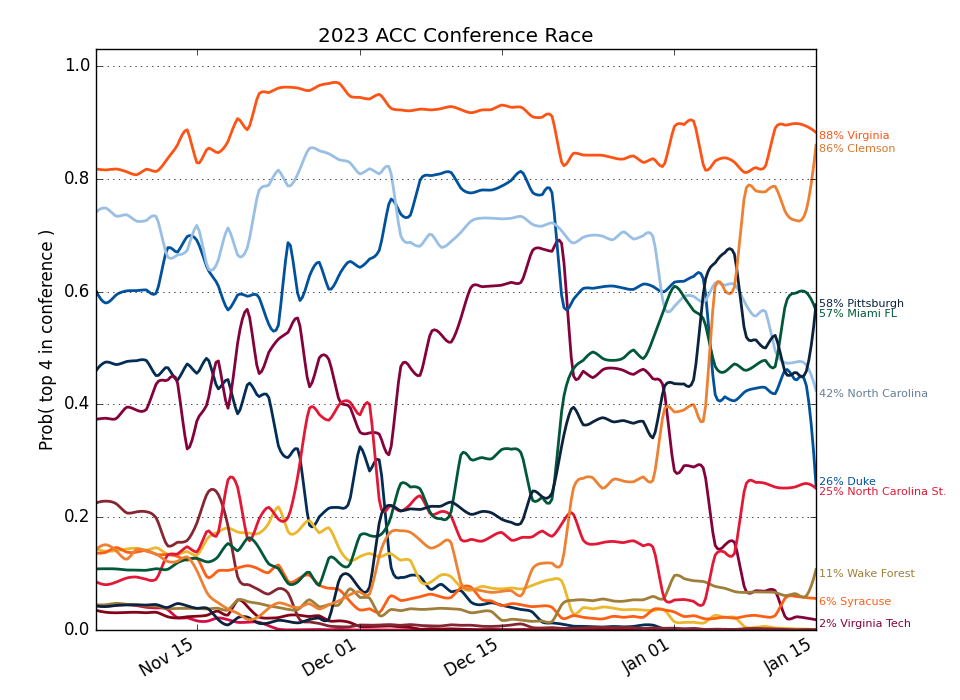 2023 ACC Conference Race
Prob( top 4 in conference )
1.0
0.8
0.6
0.4
0.2
0.0
Nov 15
Dec 01
Dec 15
Jan 01
Jan 15
88% Virginia
86% Clemson
58% Pittsburgh
57% Miami FL
42% North Carolina
26% Duke
25% North Carolina St.
11% Wake Forest
6% Syracuse
2% Virginia Tech